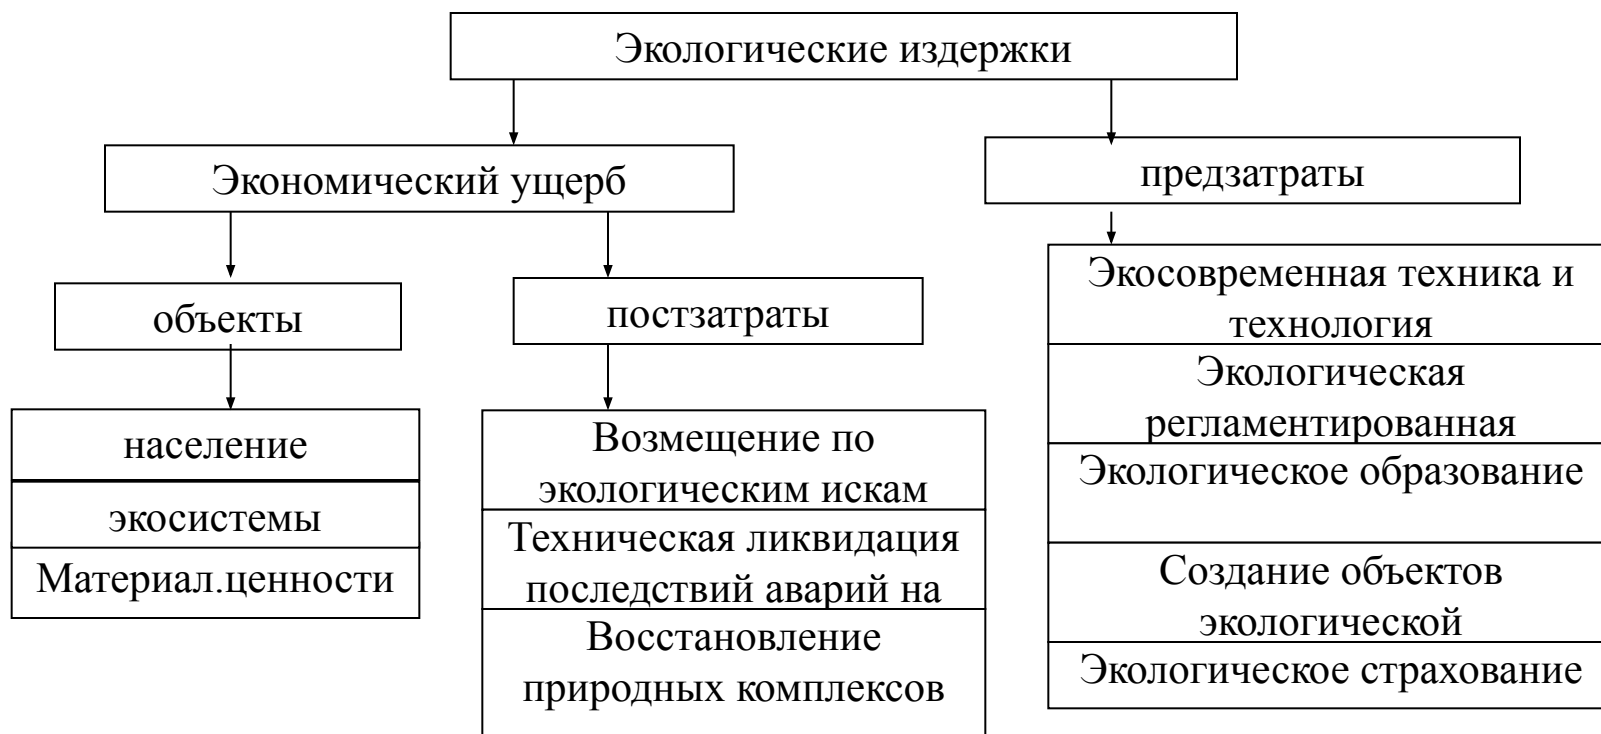 Экологические издержки
Экономический ущерб
предзатраты
объекты
постзатраты
население
экосистемы
Материал.ценности
Возмещение по
экологическим искам
Техническая ликвидация
последствий аварий на
Восстановление
природных комплексов
Экосовременная техника и
технология
Экологическая
регламентированная
Экологическое образование
Создание объектов
экологической
Экологическое страхование